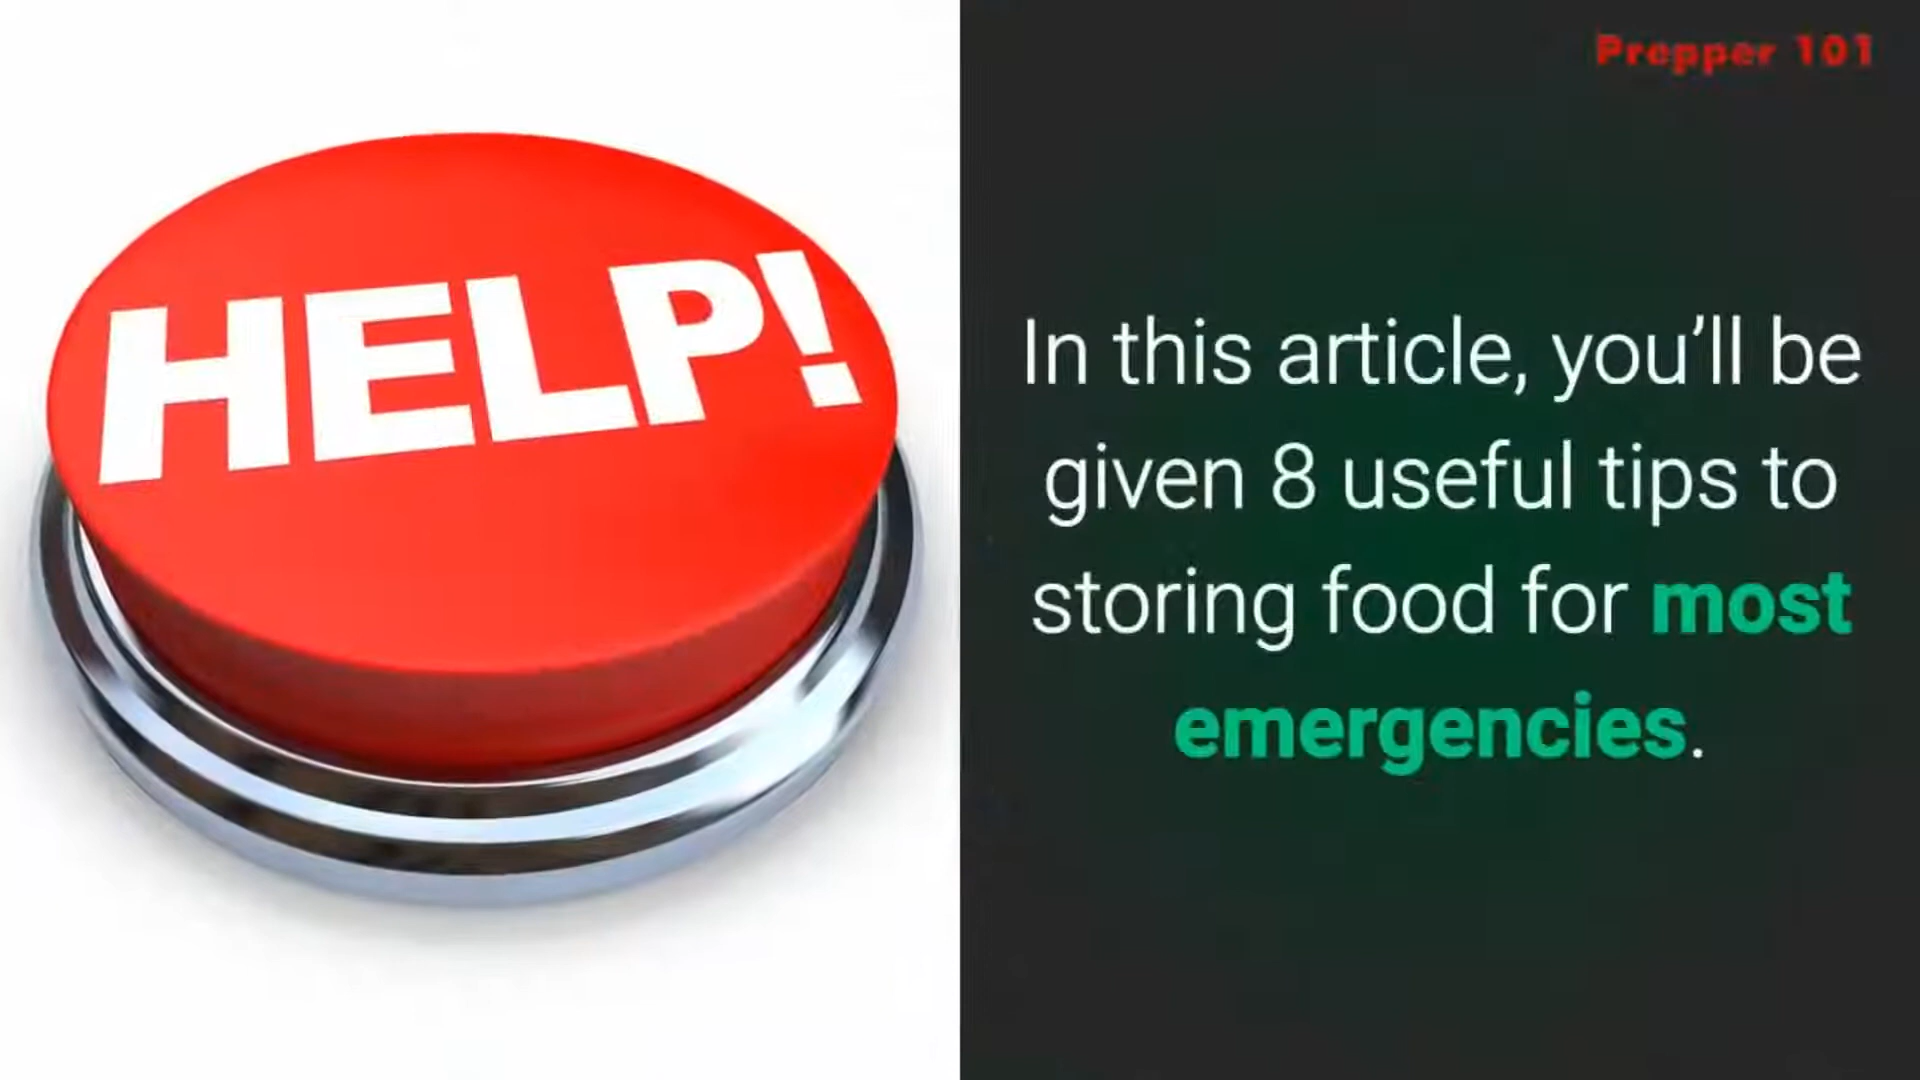 HELP!
Prepper 101
In this article, you’ll be
given 8 useful tips to
storing food for most
emergencies.